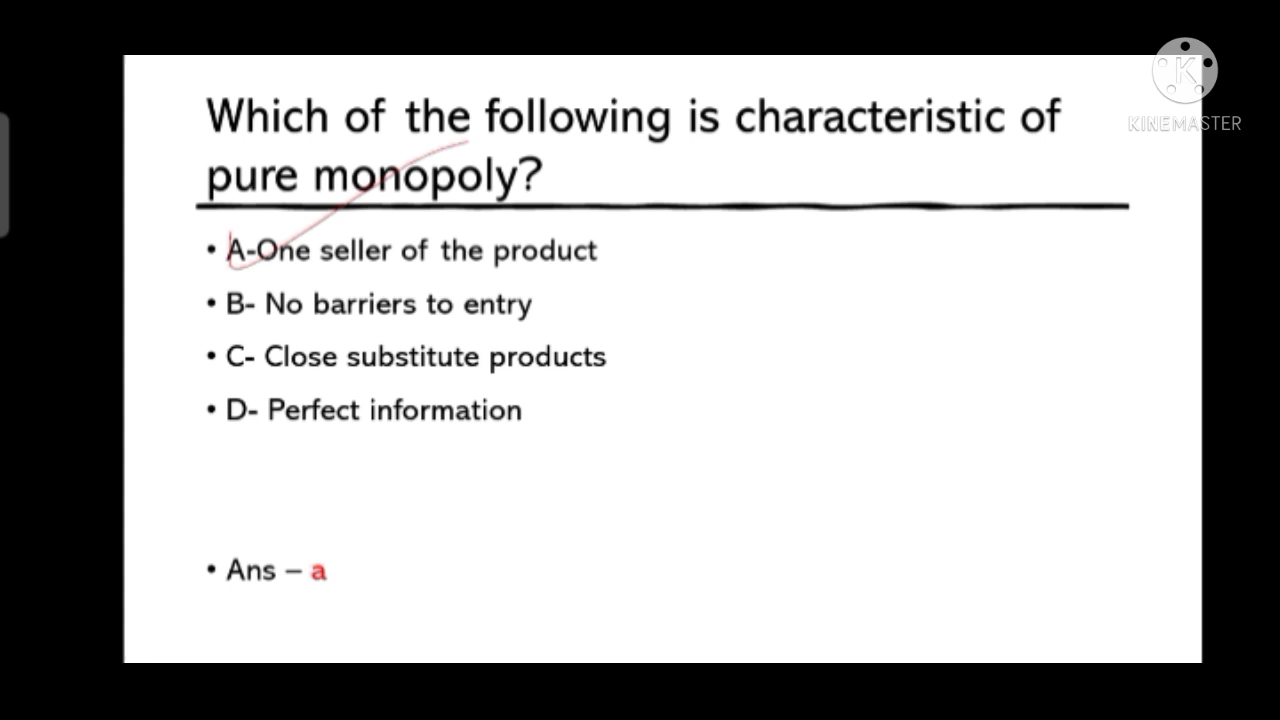 K
KINEMASTER
Which of the following is characteristic of
pure monopoly?
• A-One seller of the product
• B- No barriers to entry
• C- Close substitute products
• D- Perfect information
• Ans – a